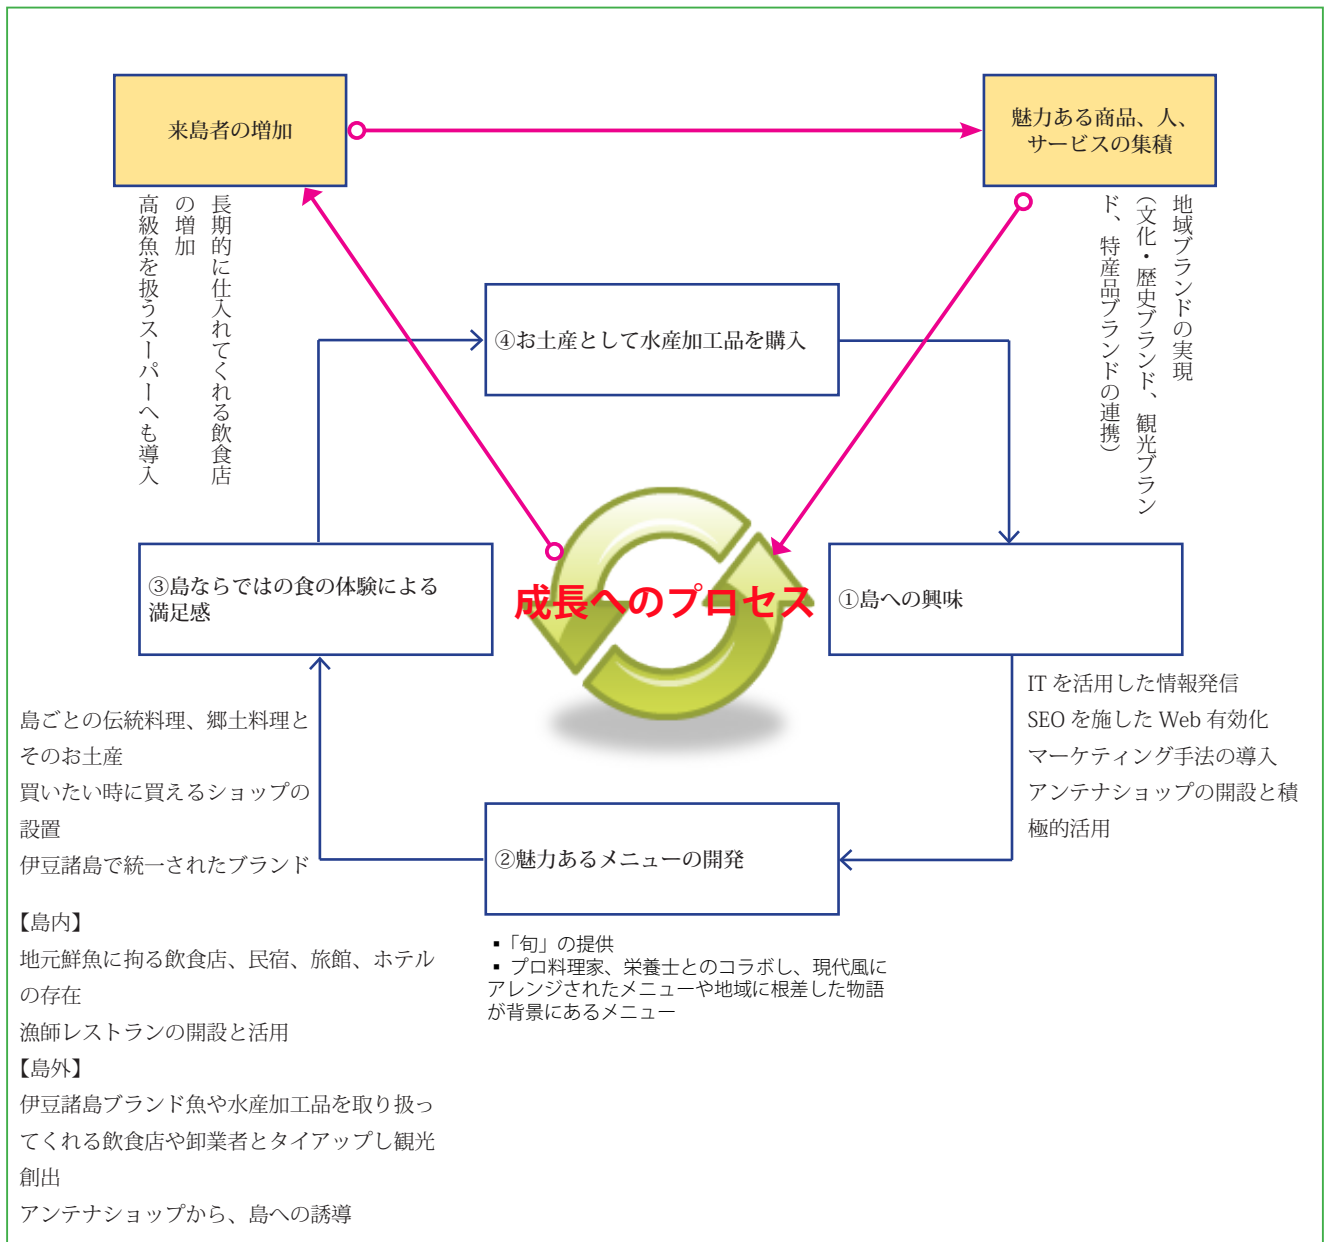 来島者の増加
魅力ある商品、人、
サービスの集積
長期的に仕入れてくれる飲食店
の増加
高級魚を扱うスーパーへも導入
地域ブランドの実現
（文化・歴史ブランド、観光ブラン
ド、特産品ブランドの連携）
④お土産として水産加工品を購入
③島ならではの食の体験による
満足感
成長へのプロセス
①島への興味
IT を活用した情報発信
SEO を施した Web 有効化
マーケティング手法の導入
アンテナショップの開設と積
極的活用
島ごとの伝統料理、郷土料理と
そのお土産
買いたい時に買えるショップの
設置
伊豆諸島で統一されたブランド
②魅力あるメニューの開発
▪「旬」の提供
▪ プロ料理家、栄養士とのコラボし、現代風に
アレンジされたメニューや地域に根差した物語
が背景にあるメニュー
【島内】
地元鮮魚に拘る飲食店、民宿、旅館、ホテル
の存在
漁師レストランの開設と活用
【島外】
伊豆諸島ブランド魚や水産加工品を取り扱っ
てくれる飲食店や卸業者とタイアップし観光
創出
アンテナショップから、島への誘導